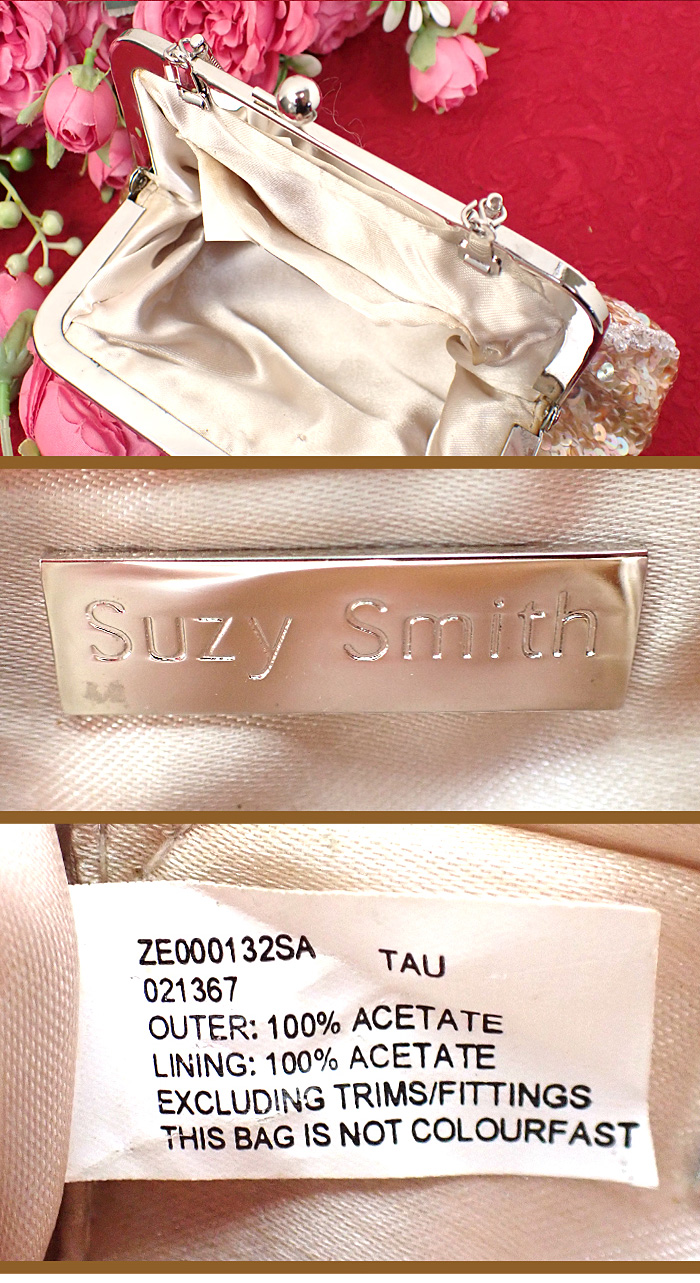 Suzy Smith
ZE000132SA TAU
021367
OUTER: 100% ACETATE
LINING: 100% ACETATE
EXCLUDING TRIMS/FITTINGS
THIS BAG IS NOT COLOURFAST